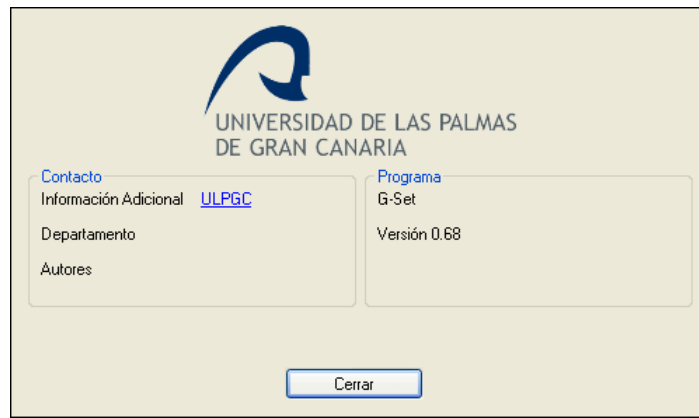 UNIVERSIDAD DE LAS PALMAS
DE GRAN CANARIA
Contacto
Información Adicional ULPGC
Departamento
Autores
Programa
G-Set
Versión 0.68
Cerrar